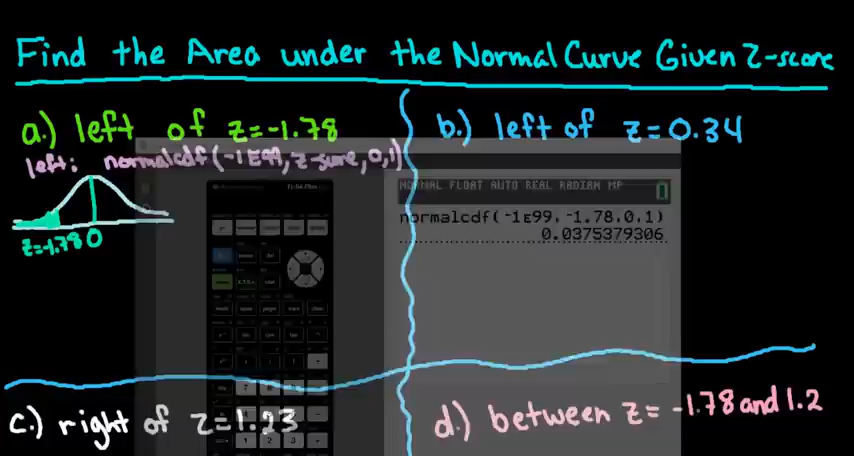 Find the Area under the Normal Curve Given Z-score
a.) left of z=-1.78
left: normalcdf(-1E99, z-score, 0, 1)
z=-1.78 0
b.) left of z=0.34
NORMAL FLOAT AUTO REAL RADIAN MP
normalcdf(-1E99,-1.78,0,1)
0.0375379306
c.) right of z=1.23
d.) between z= -1.78 and 1.2